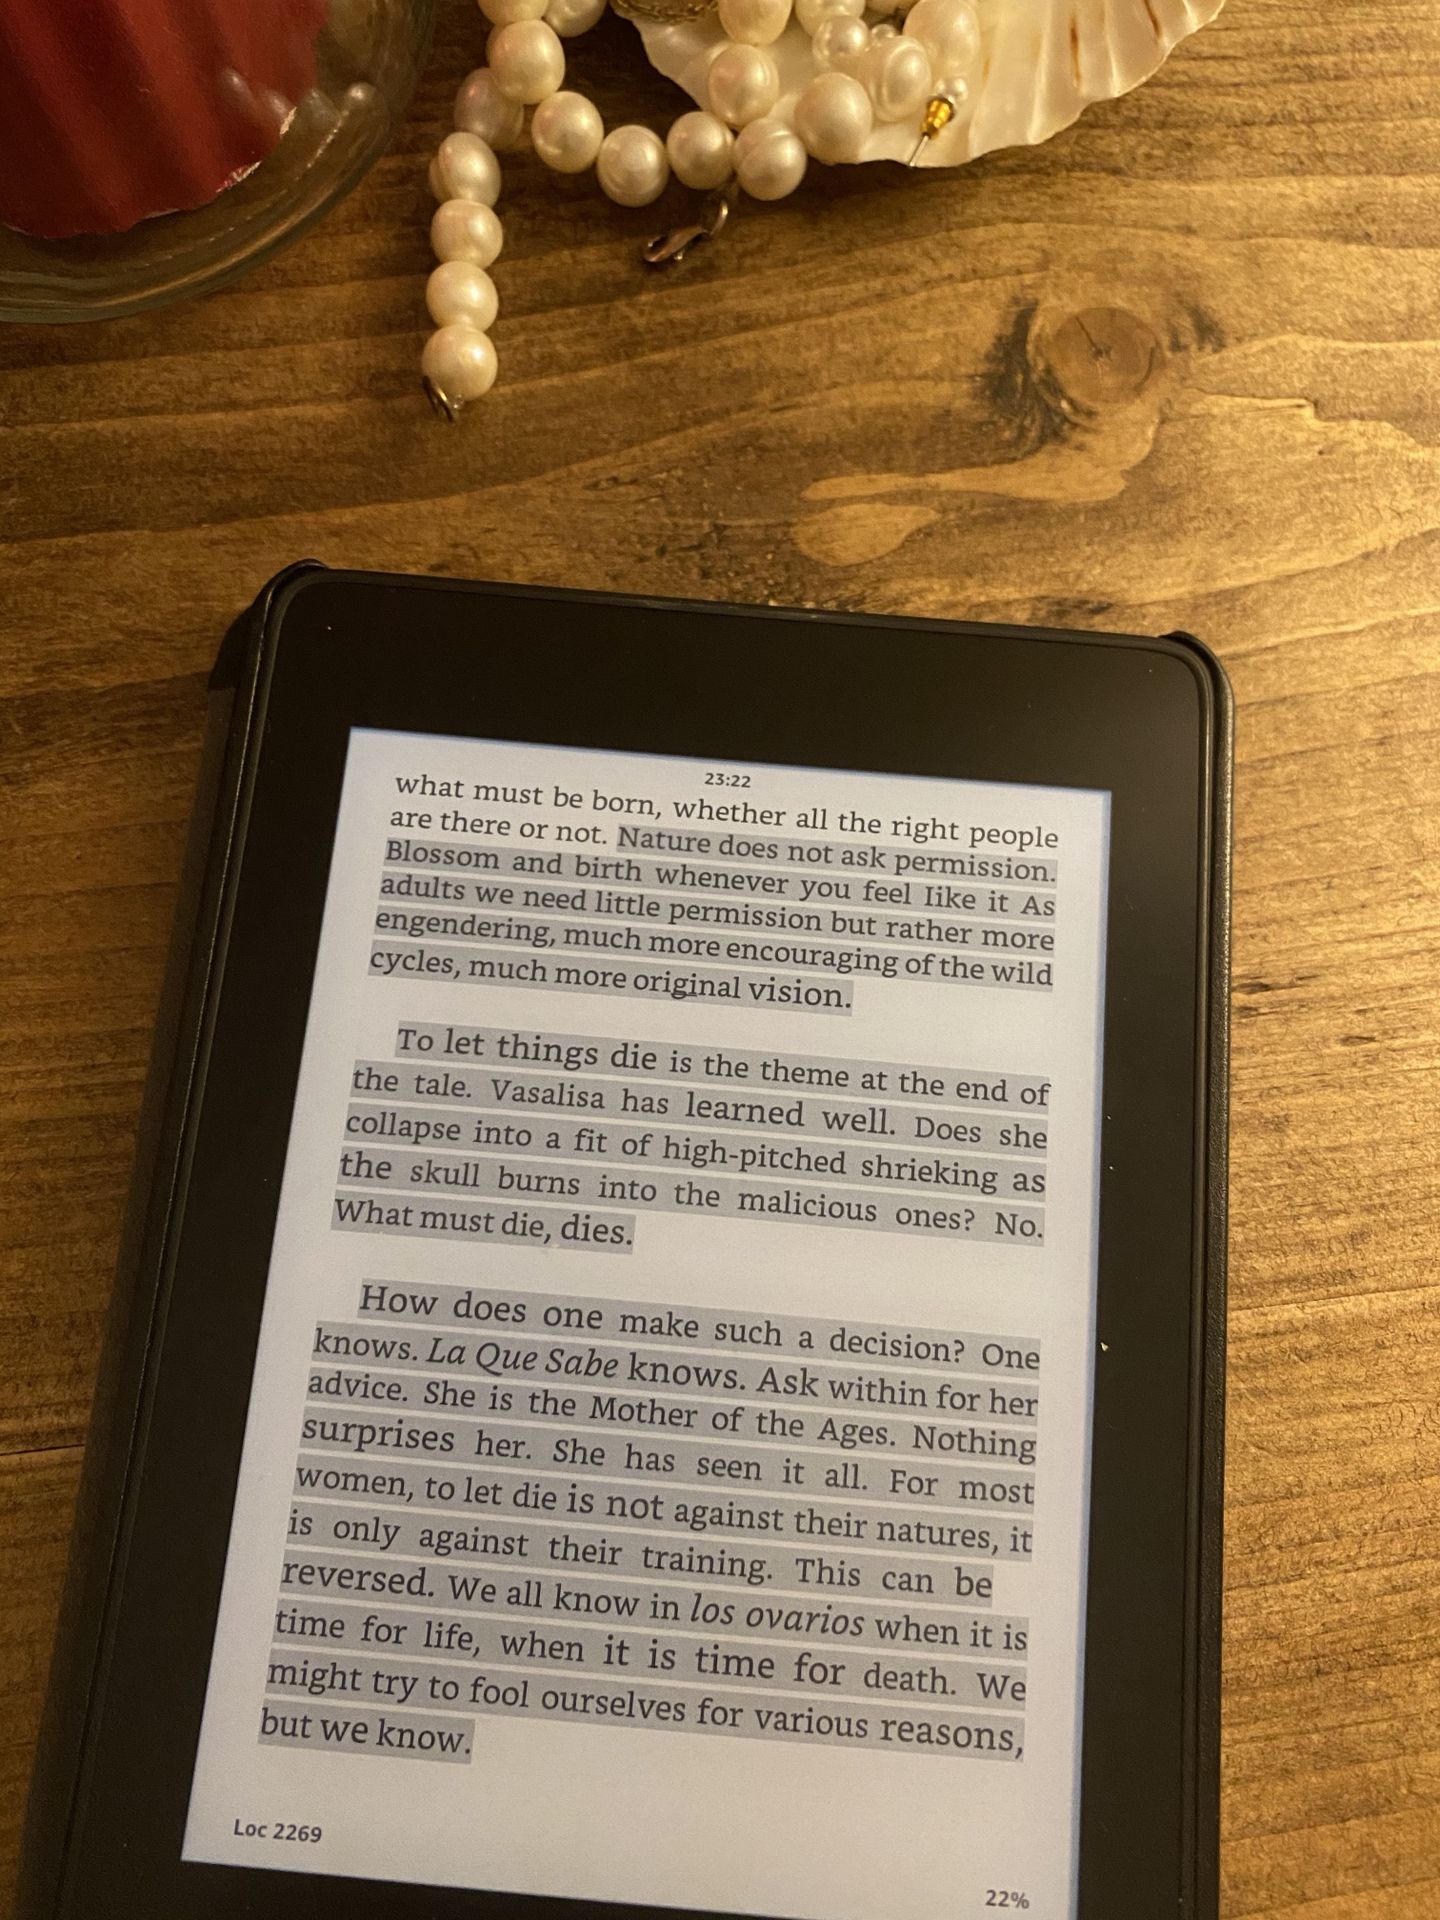 23:22
what must be born, whether all the right people
are there or not. Nature does not ask permission.
Blossom and birth whenever you feel Iike it As
adults we need little permission but rather more
engendering, much more encouraging of the wild
cycles, much more original vision.
To let things die is the theme at the end of
the tale. Vasalisa has learned well. Does she
collapse into a fit of high-pitched shrieking as
the skull burns into the malicious ones? No.
What must die, dies.
How does one make such a decision? One
knows. La Que Sabe knows. Ask within for her
advice. She is the Mother of the Ages. Nothing
surprises her. She has seen it all. For most
women, to let die is not against their natures, it
is only against their training. This can be
reversed. We all know in los ovarios when it is
time for life, when it is time for death. We
might try to fool ourselves for various reasons,
but we know.
Loc 2269
22%